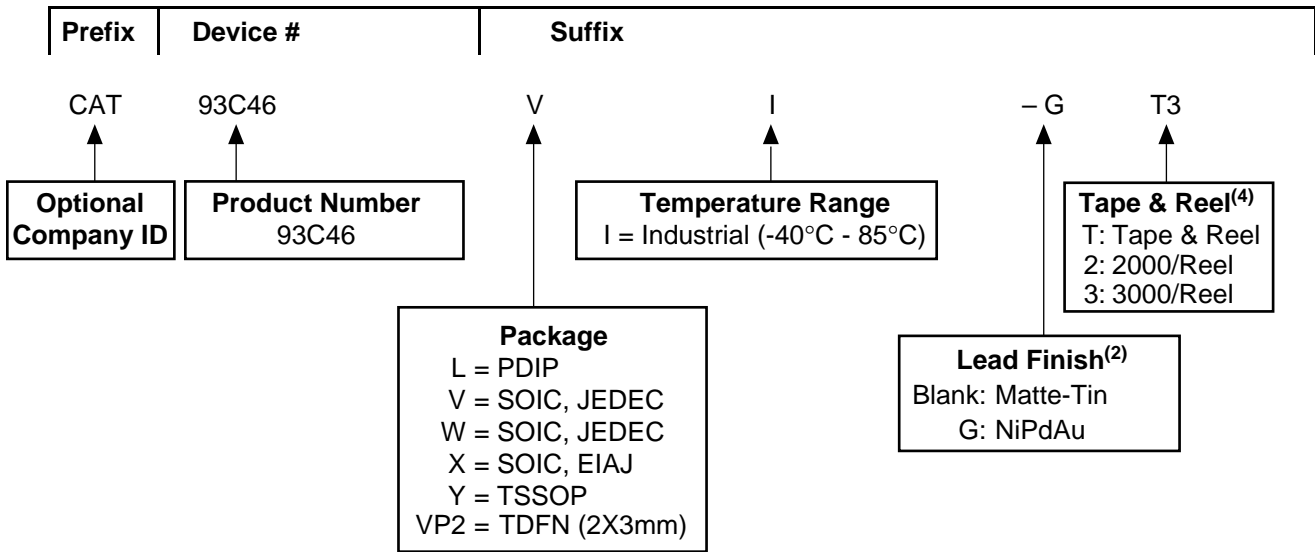 Prefix Device # Suffix
CAT 93C46 V I – G T3
Optional
Company ID
Product Number
93C46
Temperature Range
I = Industrial (-40°C - 85°C)
Tape & Reel(4)
T: Tape & Reel
2: 2000/Reel
3: 3000/Reel
Package
L = PDIP
V = SOIC, JEDEC
W = SOIC, JEDEC
X = SOIC, EIAJ
Y = TSSOP
VP2 = TDFN (2X3mm)
Lead Finish(2)
Blank: Matte-Tin
G: NiPdAu